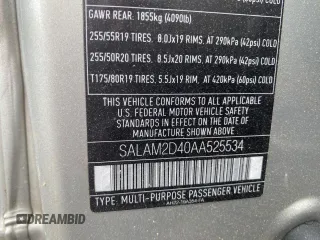 GAWR REAR. 1855kg (4090lb)
255/55R19 TIRES. 8.0Jx19 RIMS. AT 290kPa (42psi) COLD
255/50R20 TIRES. 8.5Jx20 RIMS. AT 290kPa (42psi) COLD
T175/80R19 TIRES. 5.5Jx19 RIM. AT 420kPa (60psi) COLD
THIS VEHICLE CONFORMS TO ALL APPLICABLE
U.S. FEDERAL MOTOR VEHICLE SAFETY AND
THEFT PREVENTION STANDARDS IN EFFECT ON
THE DATE OF MANUFACTURE SHOWN ABOVE.
SALAM2D40AA525534
TYPE: MULTI-PURPOSE PASSENGER VEHICLE
DREAMBID